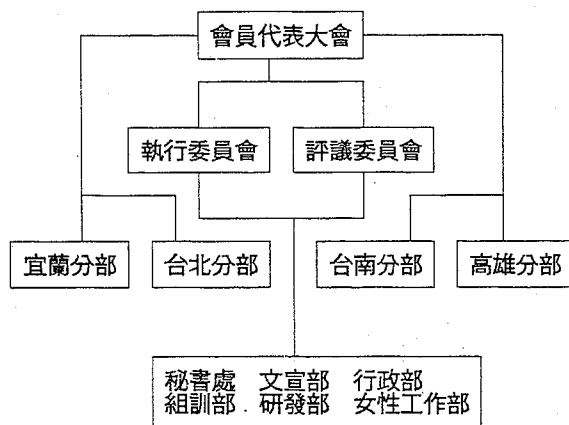 會員代表大會
執行委員會 評議委員會
宜蘭分部 台北分部 台南分部 高雄分部
秘書處 文宣部 行政部
組訓部 研發部 女性工作部